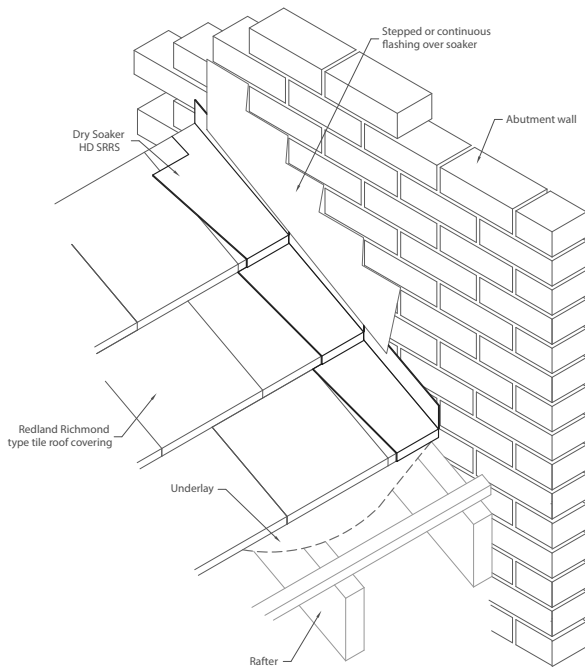 Stepped or continuous
flashing over soaker
Dry Soaker
HD SRRS
Abutment wall
Redland Richmond
type tile roof covering
Underlay
Rafter